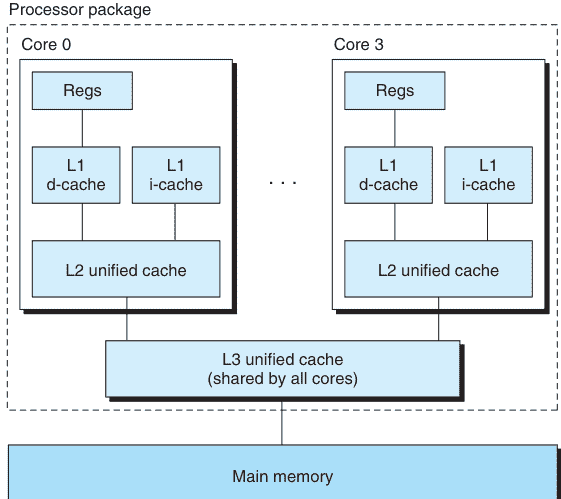 Processor package
Core 0
Core 3
Regs
Regs
L1
d-cache
L1
i-cache
. . .
L1
d-cache
L1
i-cache
L2 unified cache
L2 unified cache
L3 unified cache
(shared by all cores)
Main memory